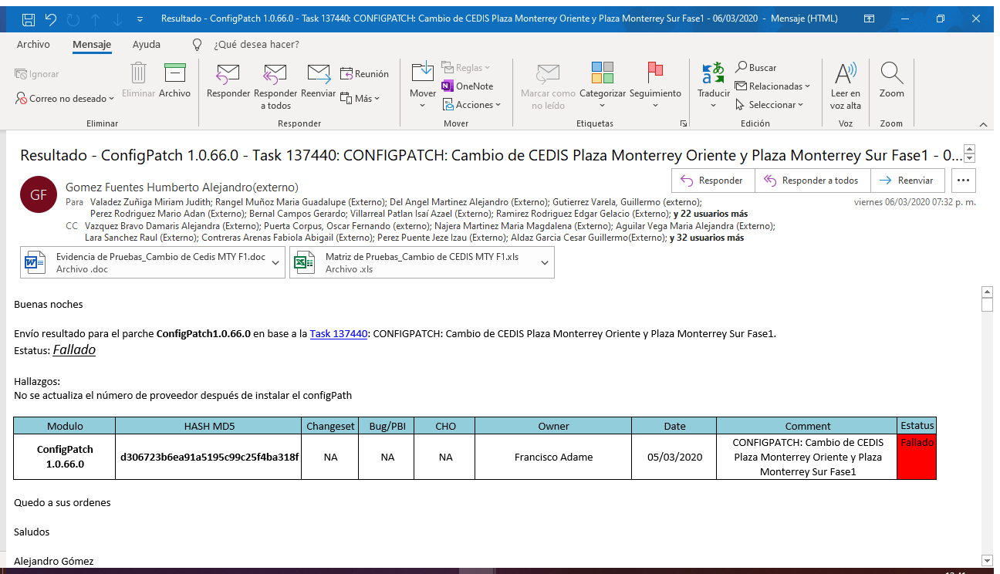 Resultado - ConfigPatch 1.0.66.0 - Task 137440: CONFIGPATCH: Cambio de CEDIS Plaza Monterrey Oriente y Plaza Monterrey Sur Fase1 - 06/03/2020 - Mensaje (HTML)
Archivo Mensaje Ayuda ¿Qué desea hacer?
Ignorar
Correo no deseado
Eliminar Archivo
Responder Responder a todos Reenviar
Reunión
Más
Mover
Reglas
OneNote
Acciones
Marcar como no leído Categorizar Seguimiento
Traducir
Buscar
Relacionadas
Seleccionar
Leer en voz alta
Zoom
Eliminar Responder Mover Etiquetas Edición Voz Zoom
Resultado - ConfigPatch 1.0.66.0 - Task 137440: CONFIGPATCH: Cambio de CEDIS Plaza Monterrey Oriente y Plaza Monterrey Sur Fase1 - 0...
GF
Gomez Fuentes Humberto Alejandro(externo)
Responder Responder a todos Reenviar ...
Para Valadez Zuñiga Miriam Judith; Rangel Muñoz Maria Guadalupe (Externo); Del Angel Martinez Alejandro (Externo); Gutierrez Varela, Guillermo (externo);
viernes 06/03/2020 07:32 p. m.
Perez Rodriguez Mario Adan (Externo); Bernal Campos Gerardo; Villarreal Patlan Isaí Azael (Externo); Ramirez Rodriguez Edgar Gelacio (Externo); y 22 usuarios más
CC Vazquez Bravo Damaris Alejandra (Externo); Puerta Corpus, Oscar Fernando (externo); Najera Martinez Maria Magdalena (Externo); Aguilar Vega Maria Alejandra (Externo);
Lara Sanchez Raul (Externo); Contreras Arenas Fabiola Abigail (Externo); Perez Puente Jeze Izau (Externo); Aldaz Garcia Cesar Guillermo(Externo); y 32 usuarios más
Evidencia de Pruebas_Cambio de Cedis MTY F1.doc
Archivo .doc
Matriz de Pruebas_Cambio de CEDIS MTY F1.xls
Archivo .xls
Buenas noches
Envío resultado para el parche ConfigPatch1.0.66.0 en base a la Task 137440: CONFIGPATCH: Cambio de CEDIS Plaza Monterrey Oriente y Plaza Monterrey Sur Fase1.
Estatus: Fallado
Hallazgos:
No se actualiza el número de proveedor después de instalar el configPath
Modulo HASH MD5 Changeset Bug/PBI CHO Owner Date Comment Estatus
ConfigPatch 1.0.66.0 d306723b6ea91a5195c99c25f4ba318f NA NA NA Francisco Adame 05/03/2020 CONFIGPATCH: Cambio de CEDIS Plaza Monterrey Oriente y Plaza Monterrey Sur Fase1 Fallado
Quedo a sus ordenes
Saludos
Alejandro Gómez